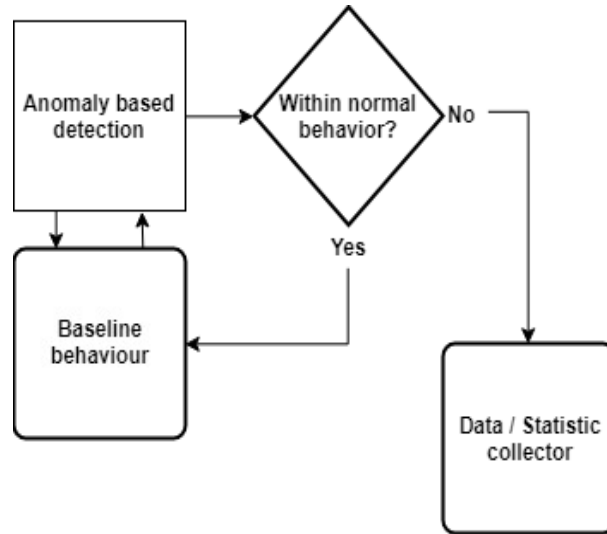 Anomaly based
detection
Within normal
behavior?
No
Yes
Baseline
behaviour
Data / Statistic
collector